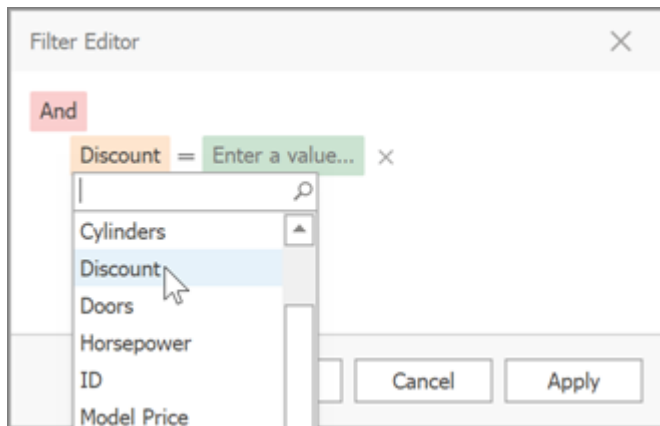 Filter Editor
And
Discount = Enter a value...
Cylinders
Discount
Doors
Horsepower
ID
Model Price
Cancel Apply